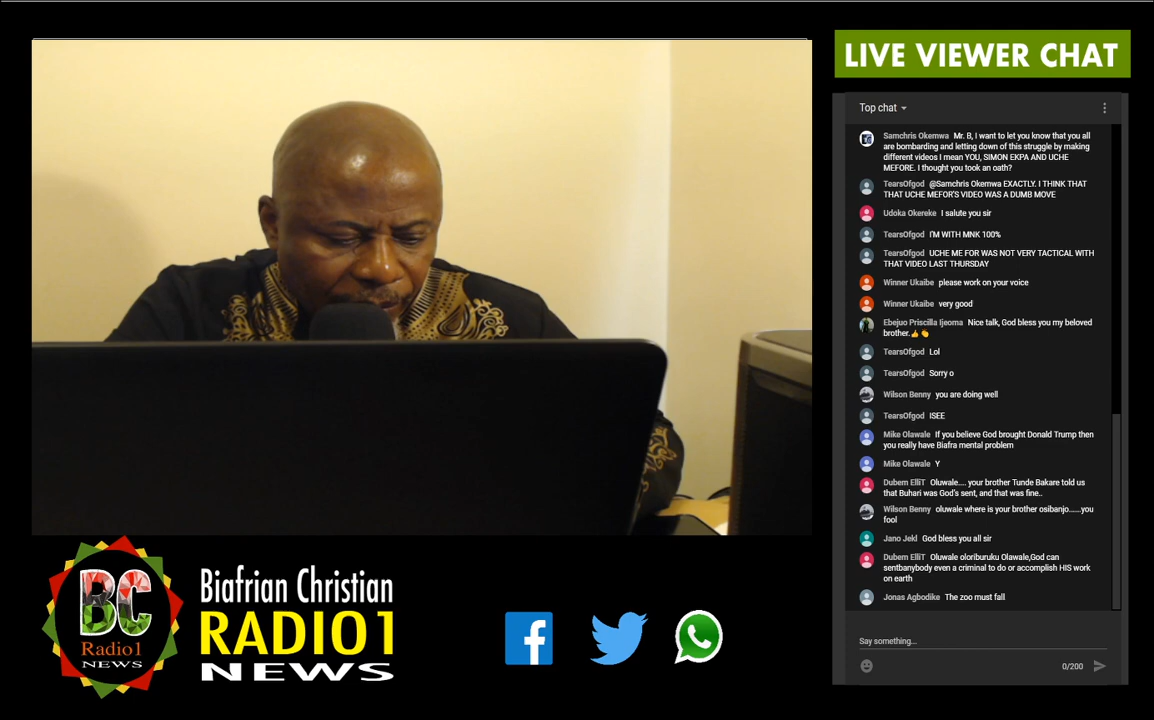 LIVE VIEWER CHAT
Top chat
Samchris Okemwa Mr. B, I want to let you know that you all
are bombarding and letting down of this struggle by making
different videos I mean YOU, SIMON EKPA AND UCHE
MEFORE. I thought you took an oath?
TearsOfgod @Samchris Okemwa EXACTLY. I THINK THAT
THAT UCHE MEFOR'S VIDEO WAS A DUMB MOVE
Udoka Okereke I salute you sir
TearsOfgod I'M WITH MNK 100%
TearsOfgod UCHE ME FOR WAS NOT VERY TACTICAL WITH
THAT VIDEO LAST THURSDAY
Winner Ukaibe please work on your voice
Winner Ukaibe very good
Ebejuo Priscilla Ijeoma Nice talk, God bless you my beloved
brother.👍👏
TearsOfgod Lol
TearsOfgod Sorry o
Wilson Benny you are doing well
TearsOfgod ISEE
Mike Olawale If you believe God brought Donald Trump then
you really have Biafra mental problem
Mike Olawale Y
Dubem ElliT Oluwale.... your brother Tunde Bakare told us
that Buhari was God's sent, and that was fine..
Wilson Benny oluwale where is your brother osibanjo......you
fool
Jano Jekl God bless you all sir
Dubem ElliT Oluwale oloriburuku Olawale,God can
sentbanybody even a criminal to do or accomplish HIS work
on earth
Jonas Agbodike The zoo must fall
Say something...
0/200
BC
Radio1
NEWS
Biafrian Christian
RADIO1
NEWS